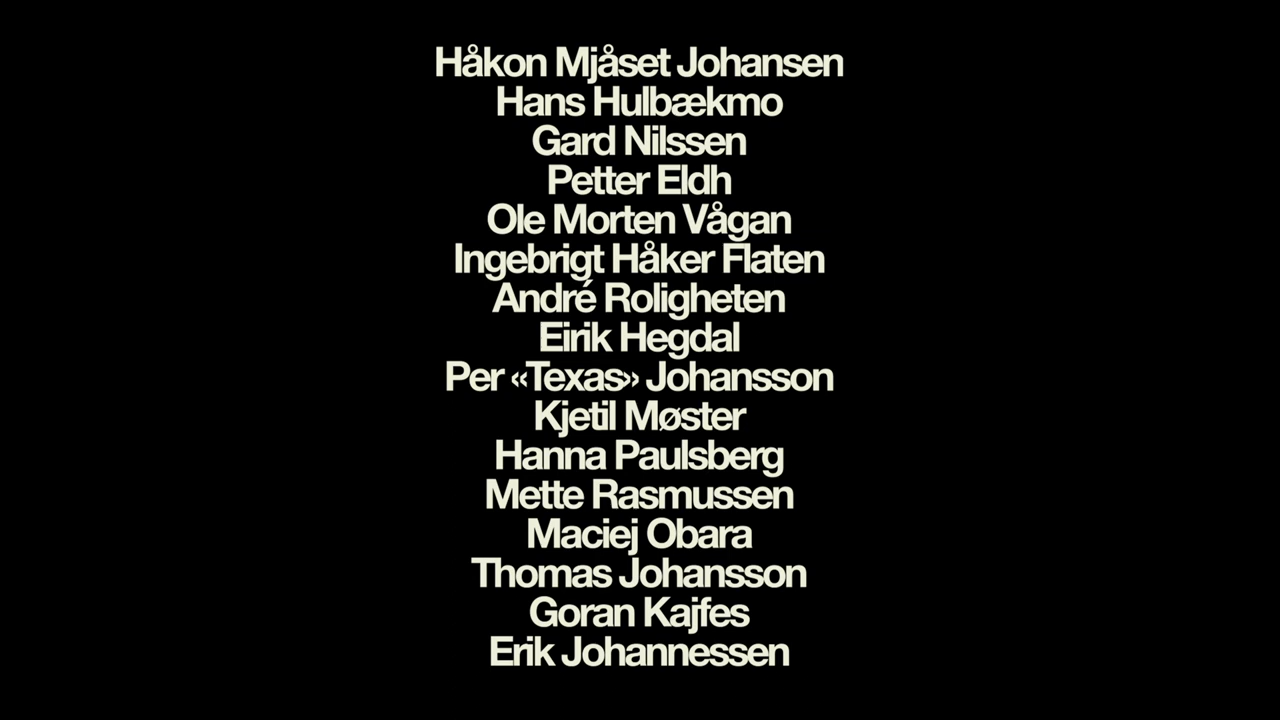 Håkon Mjåset Johansen
Hans Hulbækmo
Gard Nilssen
Petter Eldh
Ole Morten Vågan
Ingebrigt Håker Flaten
André Roligheten
Eirik Hegdal
Per «Texas» Johansson
Kjetil Møster
Hanna Paulsberg
Mette Rasmussen
Maciej Obara
Thomas Johansson
Goran Kajfes
Erik Johannessen